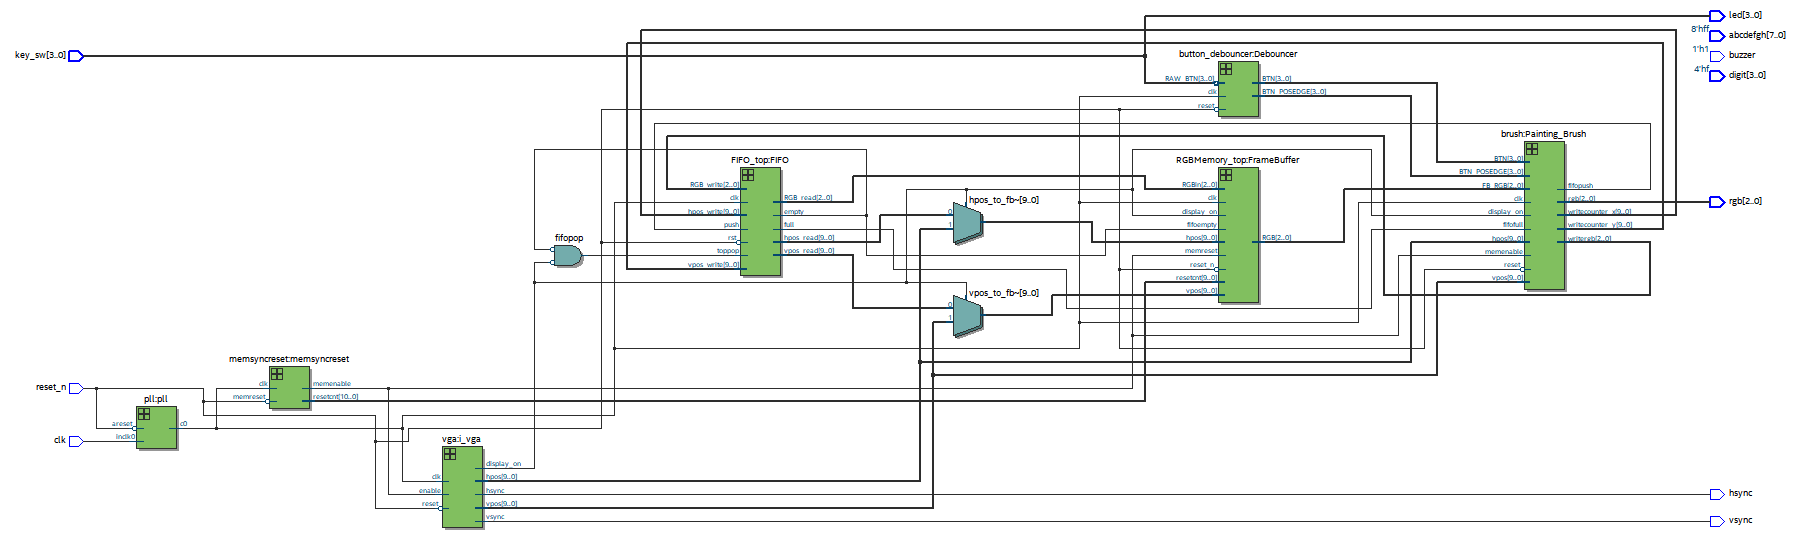 led[3..0]
8'hff
abcdefgh[7..0]
key_sw[3..0]
1'h1
buzzer
4'hf
digit[3..0]
button_debouncer:Debouncer
RAW_BTN[3..0]
BTN[3..0]
clk
BTN_POSEDGE[3..0]
reset
brush:Painting_Brush
BTN[3..0]
BTN_POSEDGE[3..0]
FB_RGB[2..0]
fifopush
clk
rgb[2..0]
display_on
writecounter_x[9..0]
fifofull
writecounter_y[9..0]
hpos[9..0]
writergb[2..0]
memenable
reset
vpos[9..0]
rgb[2..0]
FIFO_top:FIFO
RGB_write[2..0]
clk
RGB_read[2..0]
hpos_write[9..0]
empty
push
full
rst
hpos_read[9..0]
toppop
vpos_read[9..0]
vpos_write[9..0]
RGBMemory_top:FrameBuffer
RGBin[2..0]
clk
display_on
fifoempty
hpos[9..0]
RGB[2..0]
memreset
reset_n
resetcnt[9..0]
vpos[9..0]
hpos_to_fb~[9..0]
0
1
fifopop
vpos_to_fb~[9..0]
0
1
memsyncreset:memsyncreset
clk
memenable
memreset
resetcnt[10..0]
reset_n
pll:pll
areset
c0
inclk0
clk
vga:i_vga
display_on
clk
hpos[9..0]
enable
hsync
reset
vpos[9..0]
vsync
hsync
vsync